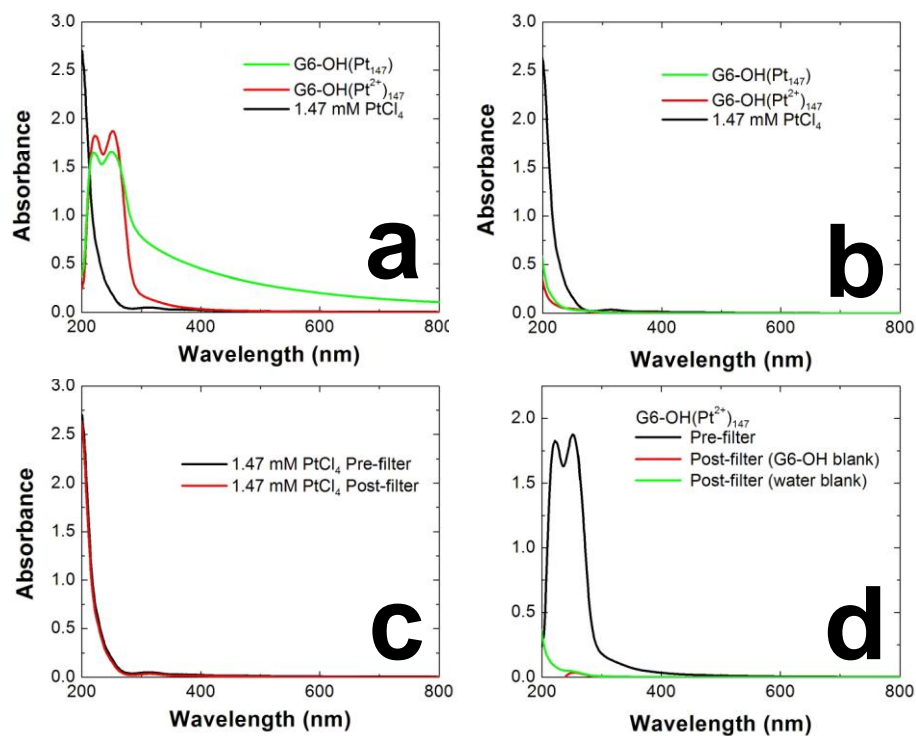 3.0
2.5
2.0
1.5
1.0
0.5
0.0
Absorbance
G6-OH(Pt₁₄₇)
G6-OH(Pt²⁺)₁₄₇
1.47 mM PtCl₄
a
200 400 600 800
Wavelength (nm)
3.0
2.5
2.0
1.5
1.0
0.5
0.0
Absorbance
G6-OH(Pt₁₄₇)
G6-OH(Pt²⁺)₁₄₇
1.47 mM PtCl₄
b
200 400 600 800
Wavelength (nm)
3.0
2.5
2.0
1.5
1.0
0.5
0.0
Absorbance
1.47 mM PtCl₄ Pre-filter
1.47 mM PtCl₄ Post-filter
c
200 400 600 800
Wavelength (nm)
2.0
1.5
1.0
0.5
0.0
G6-OH(Pt²⁺)₁₄₇
Pre-filter
Post-filter (G6-OH blank)
Post-filter (water blank)
d
200 400 600 800
Wavelength (nm)